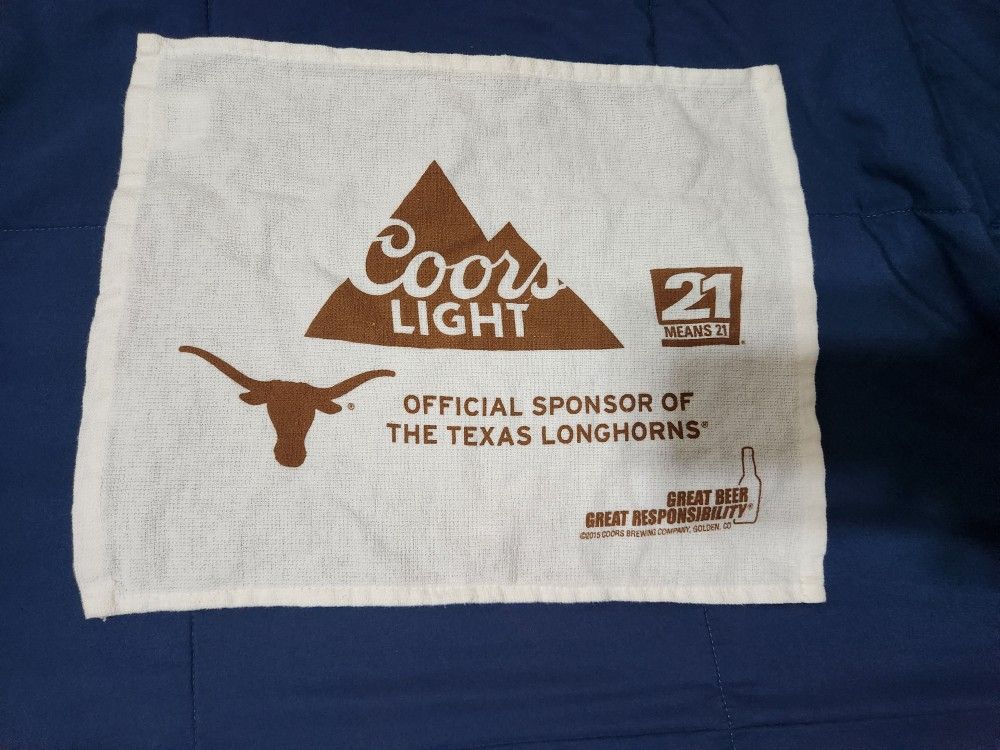 Coors
LIGHT
21
MEANS 21
®
®
OFFICIAL SPONSOR OF
THE TEXAS LONGHORNS®
GREAT BEER
GREAT RESPONSIBILITY®
©2015 COORS BREWING COMPANY, GOLDEN, CO